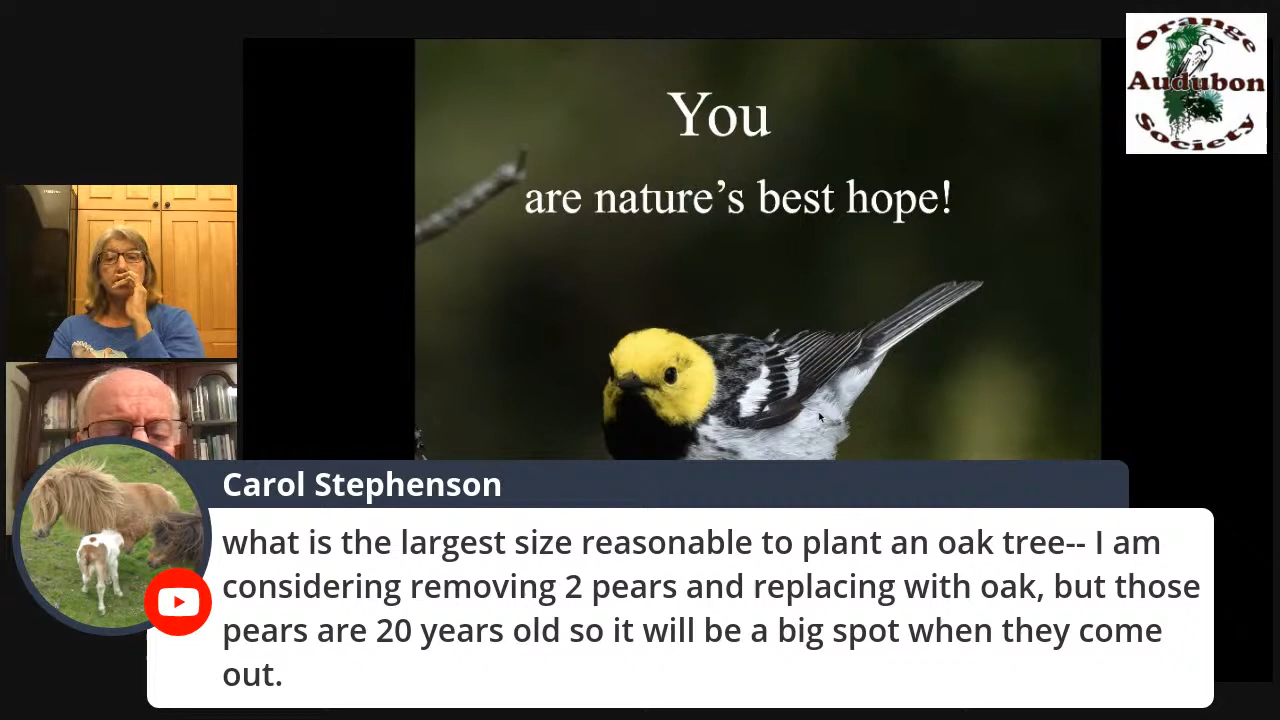 You
are nature's best hope!
Orange
Audubon
Society
Carol Stephenson
what is the largest size reasonable to plant an oak tree-- I am
considering removing 2 pears and replacing with oak, but those
pears are 20 years old so it will be a big spot when they come
out.